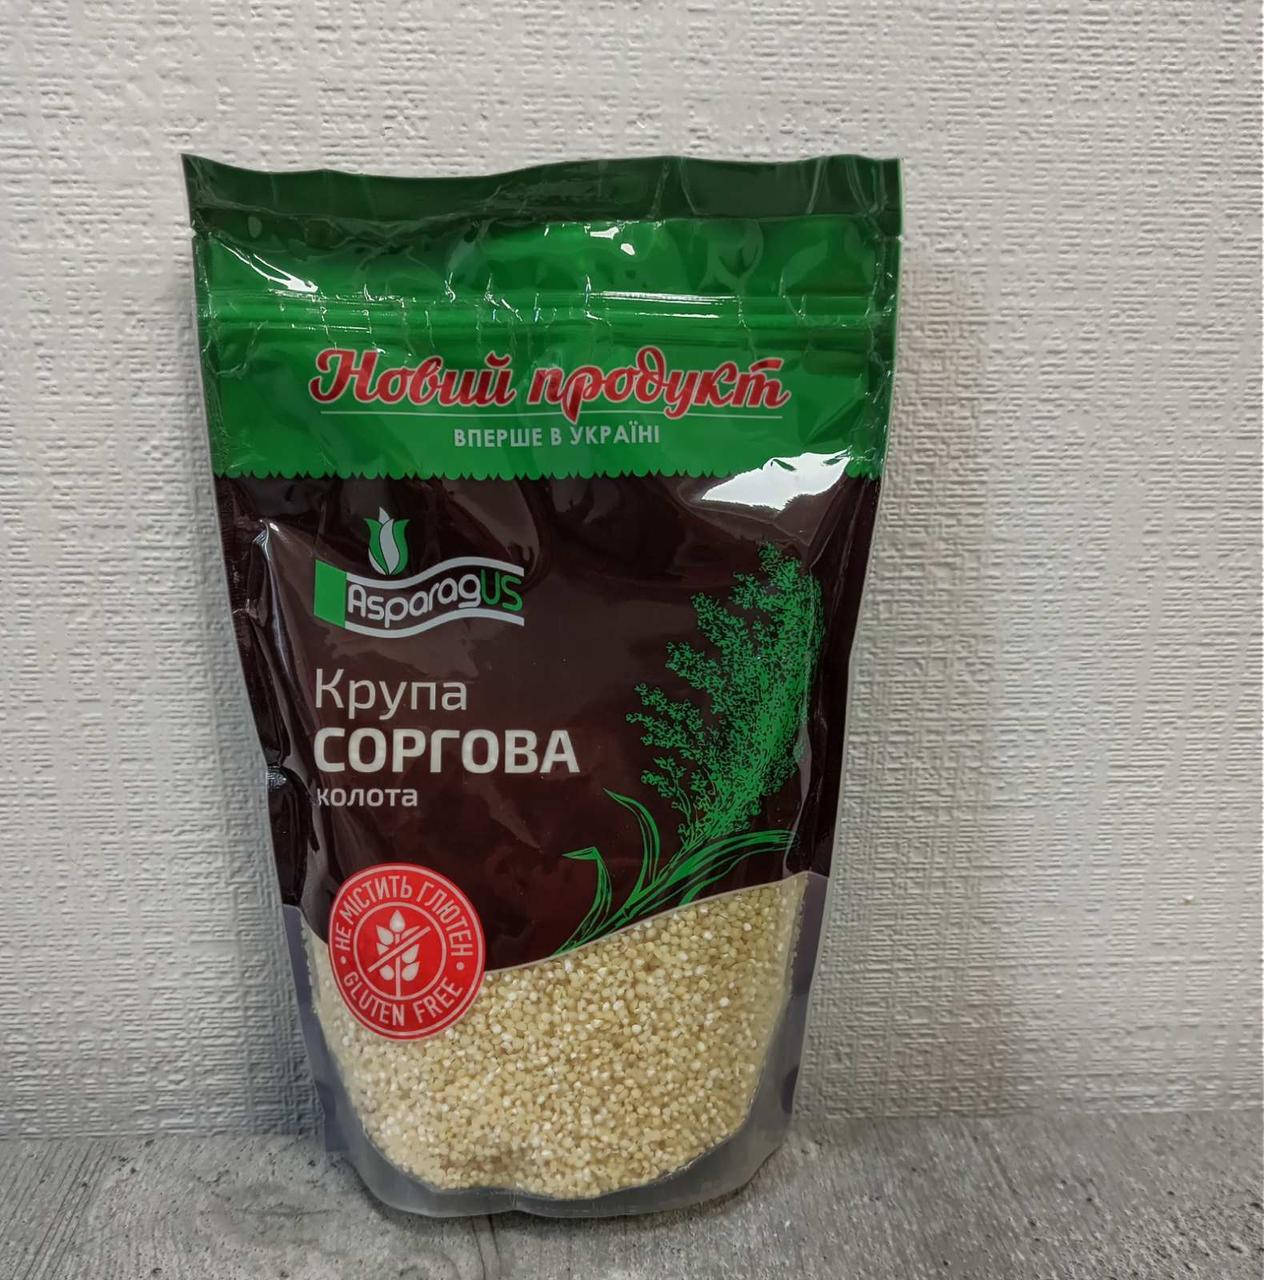 Новий продукт
ВПЕРШЕ В УКРАЇНІ
AsparagUS
Крупа
СОРГОВА
колота
НЕ МІСТИТЬ ГЛЮТЕН
GLUTEN FREE